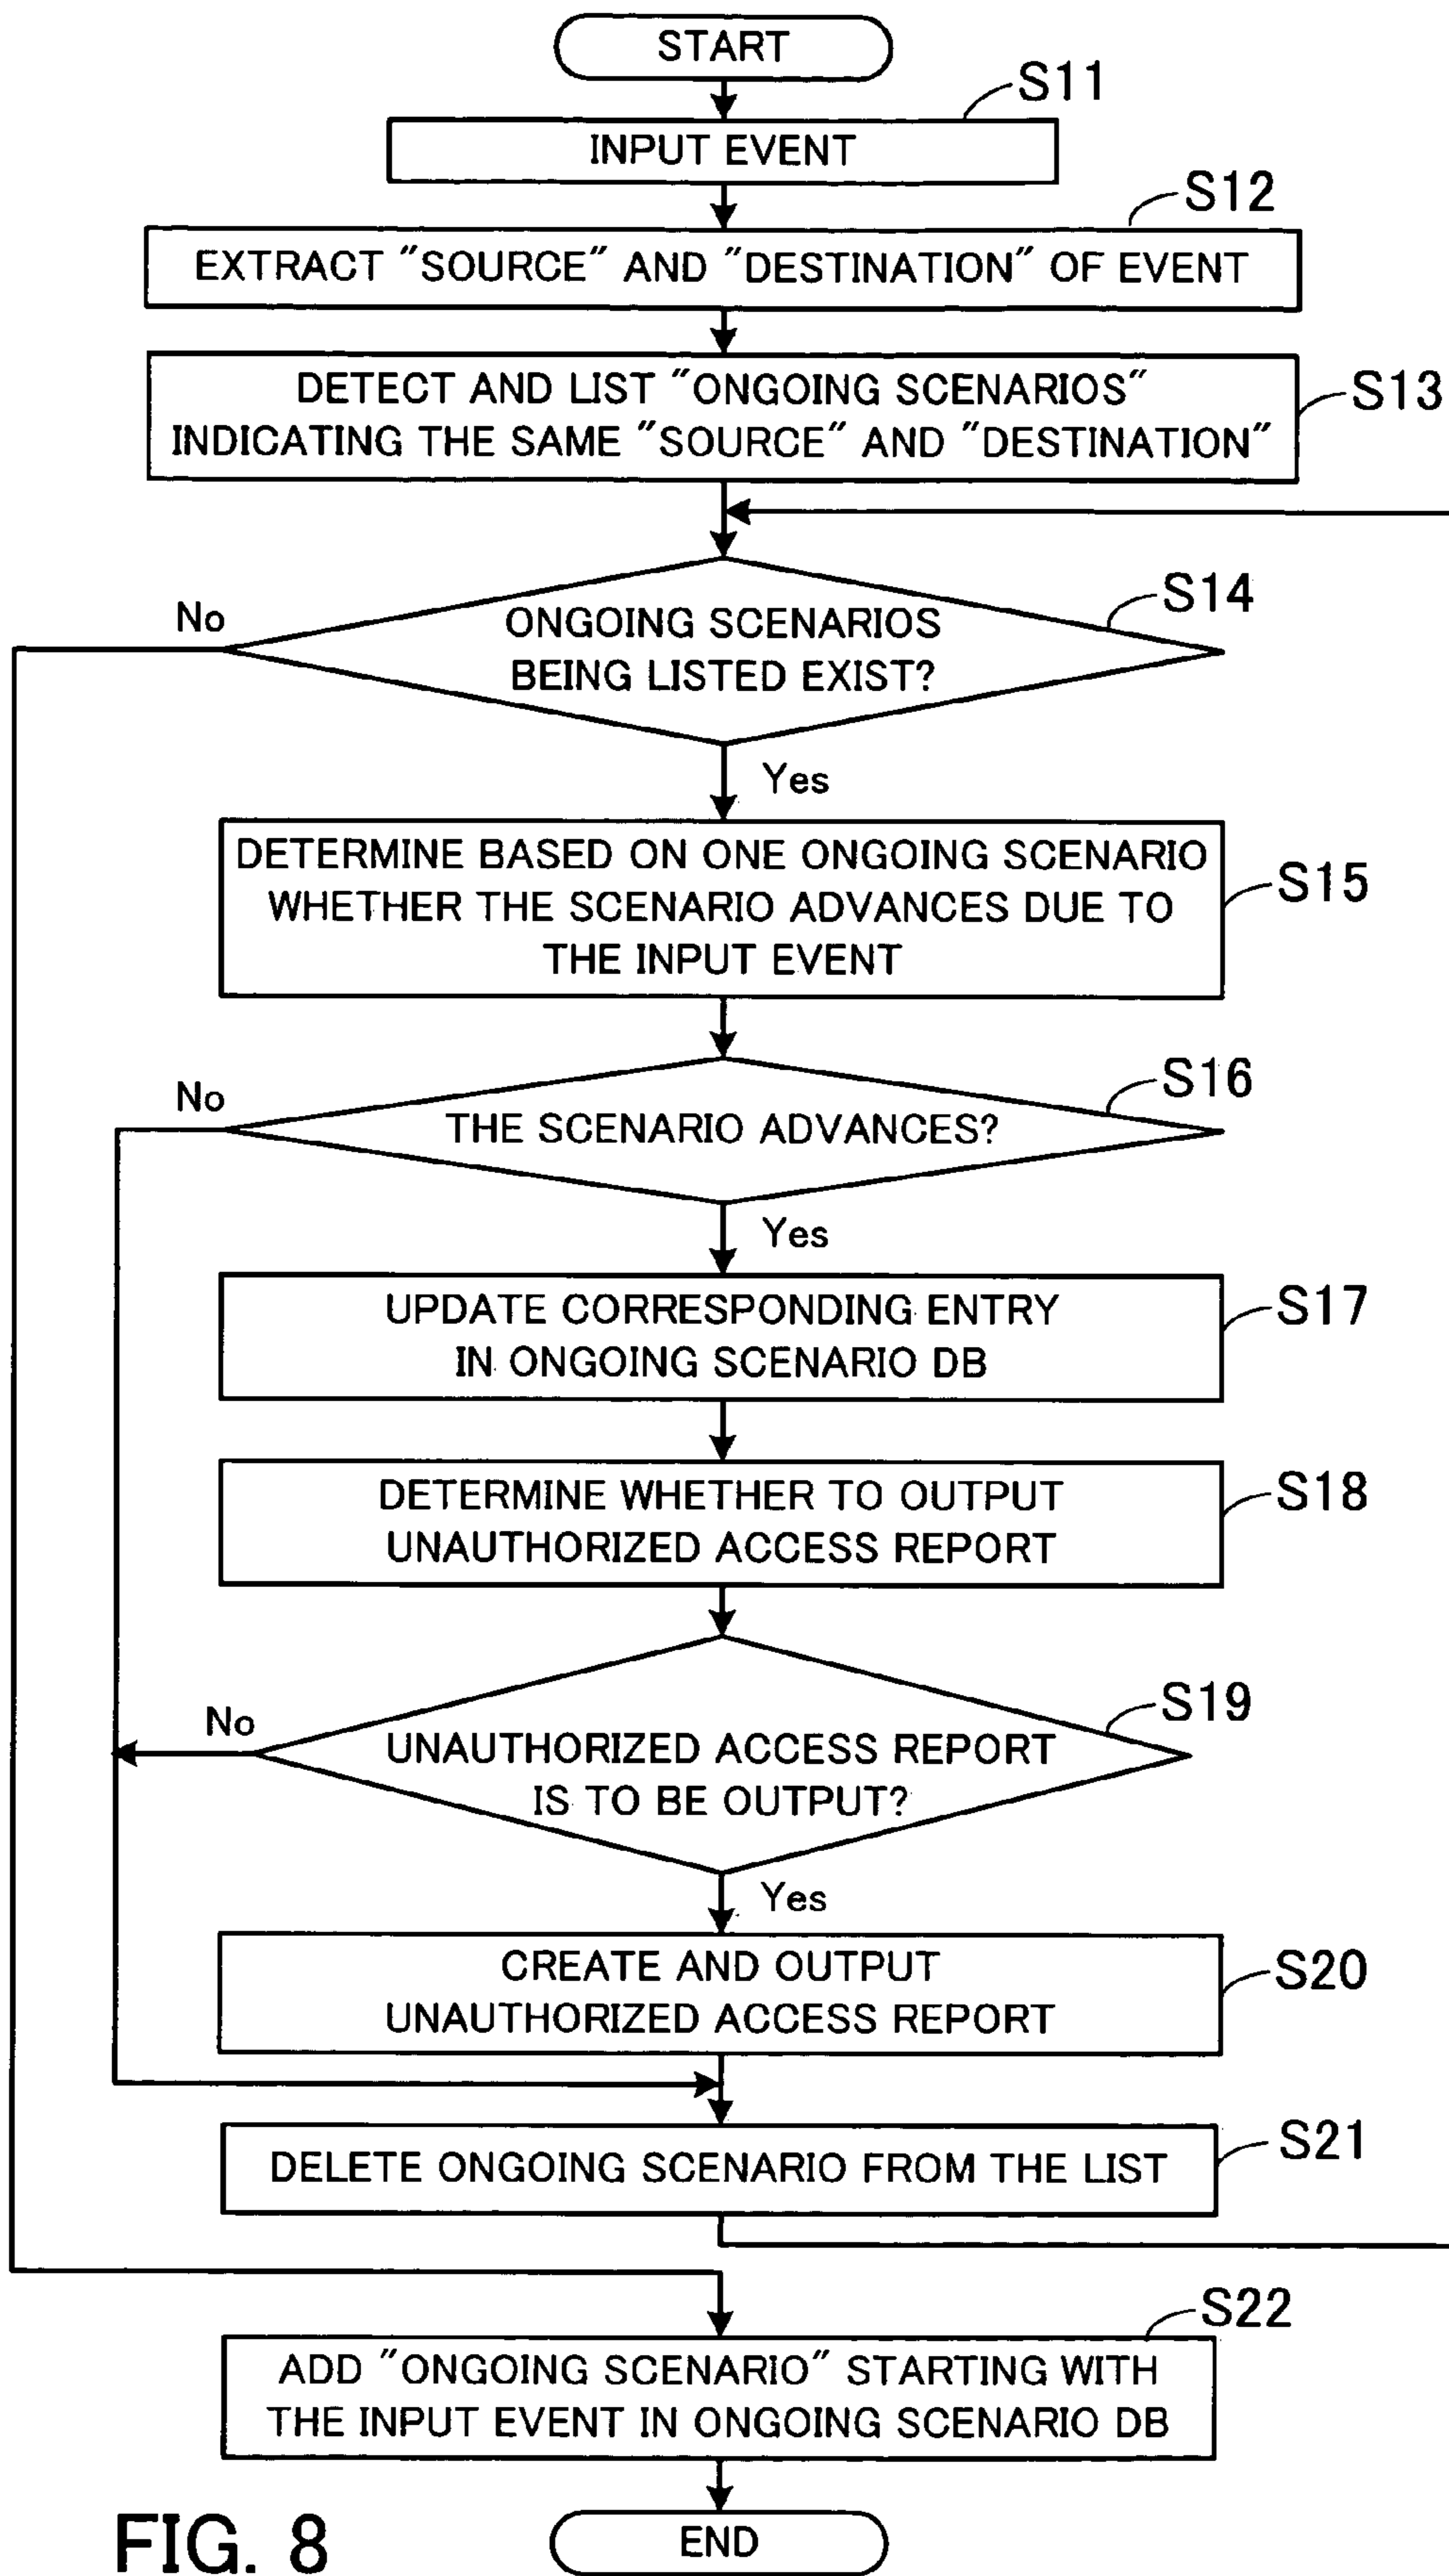 START
S11
INPUT EVENT
S12
EXTRACT "SOURCE" AND "DESTINATION" OF EVENT
DETECT AND LIST "ONGOING SCENARIOS"
INDICATING THE SAME "SOURCE" AND "DESTINATION"
S13
S14
No
ONGOING SCENARIOS
BEING LISTED EXIST?
Yes
DETERMINE BASED ON ONE ONGOING SCENARIO
WHETHER THE SCENARIO ADVANCES DUE TO
THE INPUT EVENT
S15
S16
No
THE SCENARIO ADVANCES?
Yes
UPDATE CORRESPONDING ENTRY
IN ONGOING SCENARIO DB
S17
DETERMINE WHETHER TO OUTPUT
UNAUTHORIZED ACCESS REPORT
S18
S19
No
UNAUTHORIZED ACCESS REPORT
IS TO BE OUTPUT?
Yes
CREATE AND OUTPUT
UNAUTHORIZED ACCESS REPORT
S20
S21
DELETE ONGOING SCENARIO FROM THE LIST
S22
ADD "ONGOING SCENARIO" STARTING WITH
THE INPUT EVENT IN ONGOING SCENARIO DB
END
FIG. 8